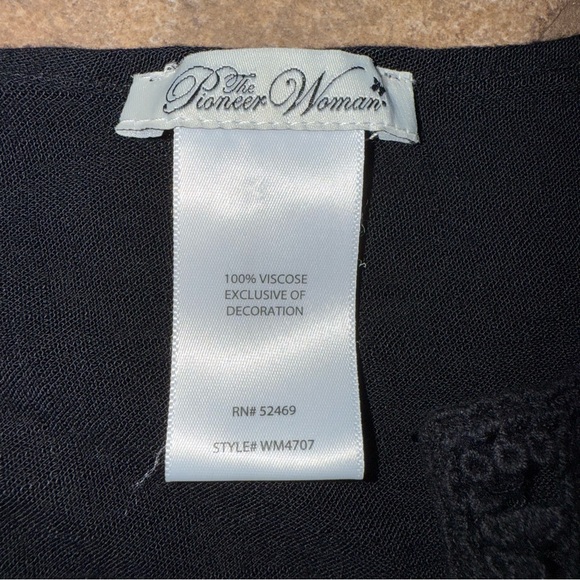 The
Pioneer Woman
100% VISCOSE
EXCLUSIVE OF
DECORATION
RN# 52469
STYLE# WM4707